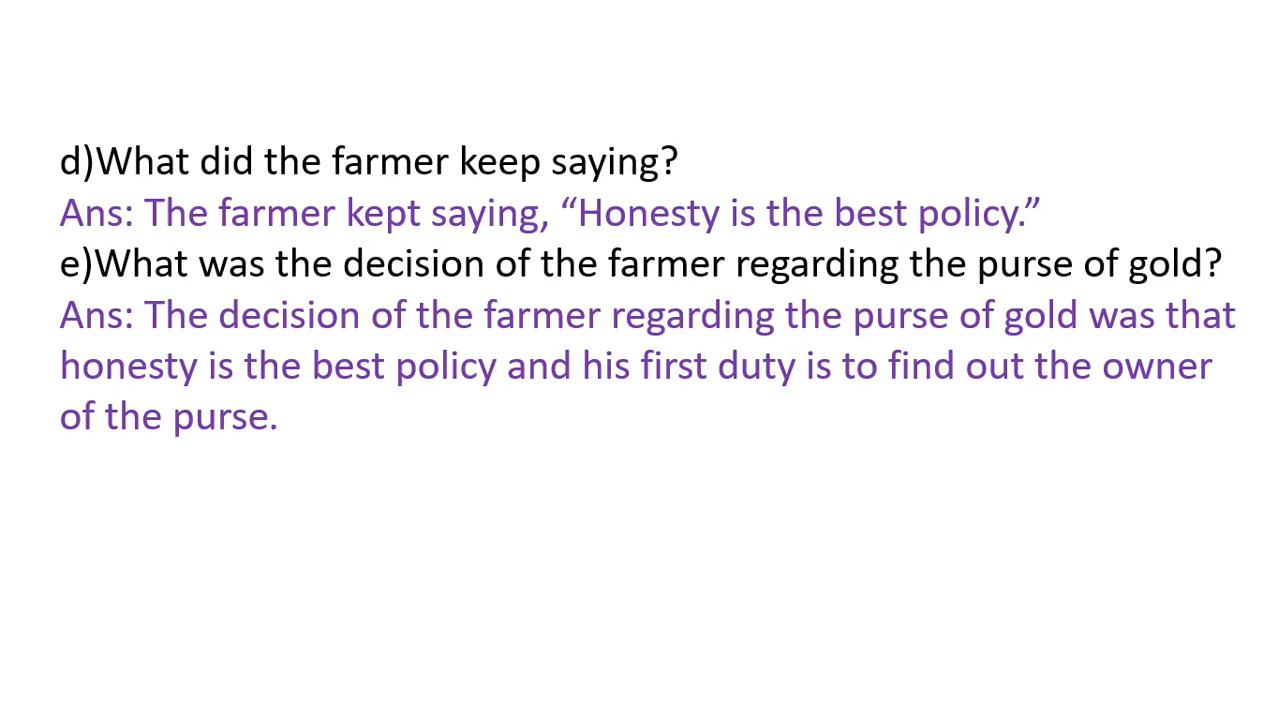 d)What did the farmer keep saying?
Ans: The farmer kept saying, “Honesty is the best policy.”
e)What was the decision of the farmer regarding the purse of gold?
Ans: The decision of the farmer regarding the purse of gold was that
honesty is the best policy and his first duty is to find out the owner
of the purse.